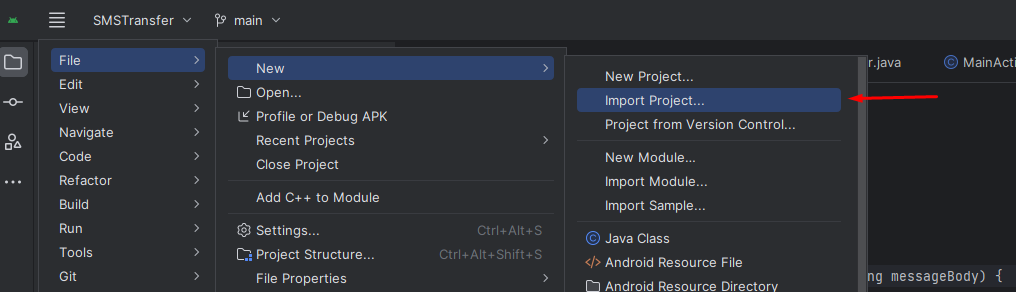 SMSTransfer main
File
Edit
View
Navigate
Code
Refactor
Build
Run
Tools
Git
New
Open...
Profile or Debug APK
Recent Projects
Close Project
Add C++ to Module
Settings... Ctrl+Alt+S
Project Structure... Ctrl+Alt+Shift+S
File Properties
New Project...
Import Project...
Project from Version Control...
New Module...
Import Module...
Import Sample...
Java Class
Android Resource File
Android Resource Directory
r.java
MainActi
ng messageBody) {